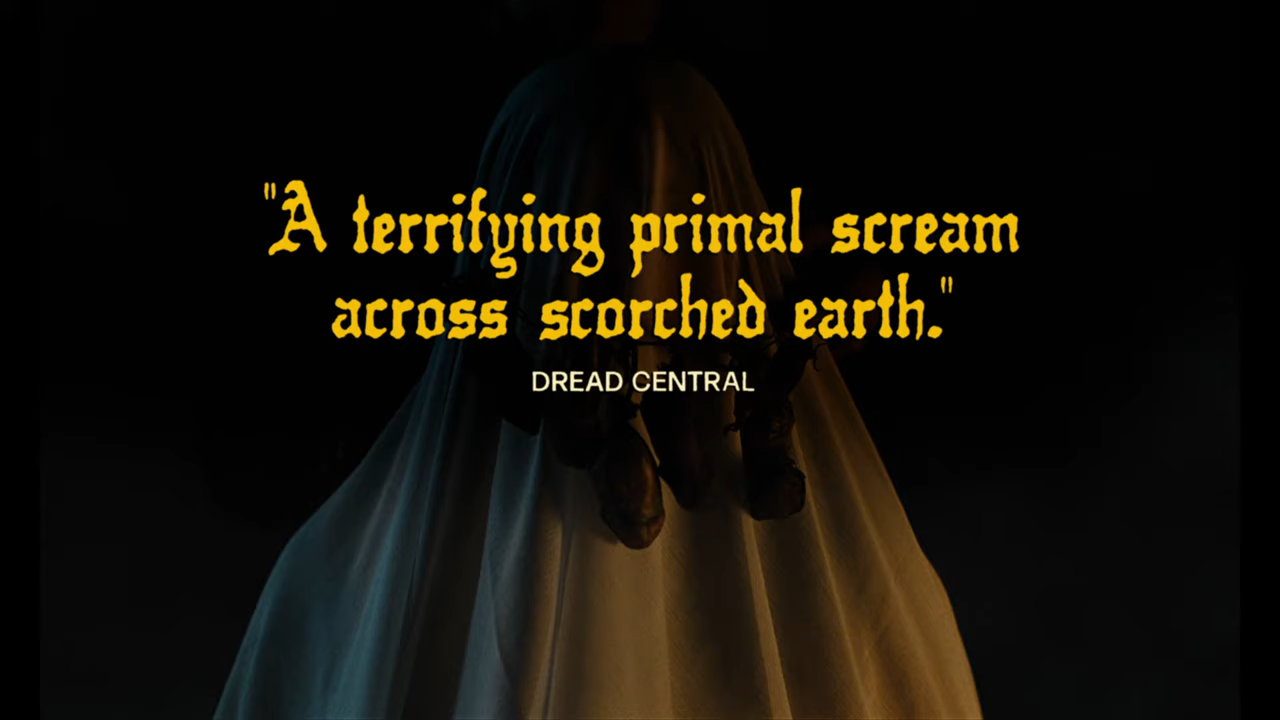 "A terrifying primal scream
across scorched earth."
DREAD CENTRAL